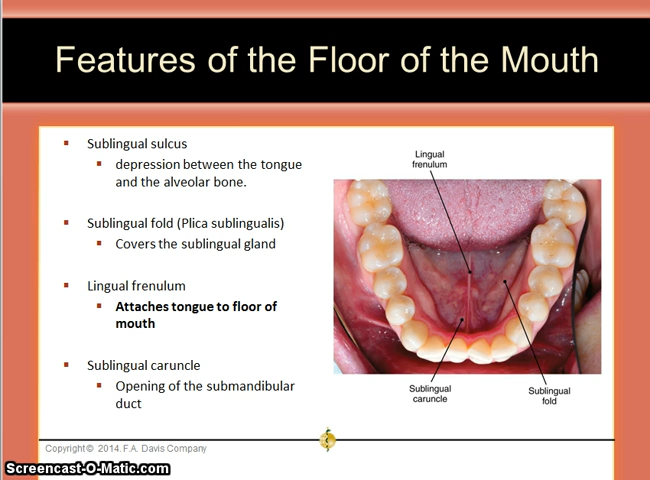 Features of the Floor of the Mouth
Sublingual sulcus
depression between the tongue
and the alveolar bone.
Sublingual fold (Plica sublingualis)
Covers the sublingual gland
Lingual frenulum
Attaches tongue to floor of
mouth
Sublingual caruncle
Opening of the submandibular
duct
Lingual
frenulum
Sublingual
caruncle
Sublingual
fold
Copyright © 2014. F.A. Davis Company
Screencast-O-Matic.com